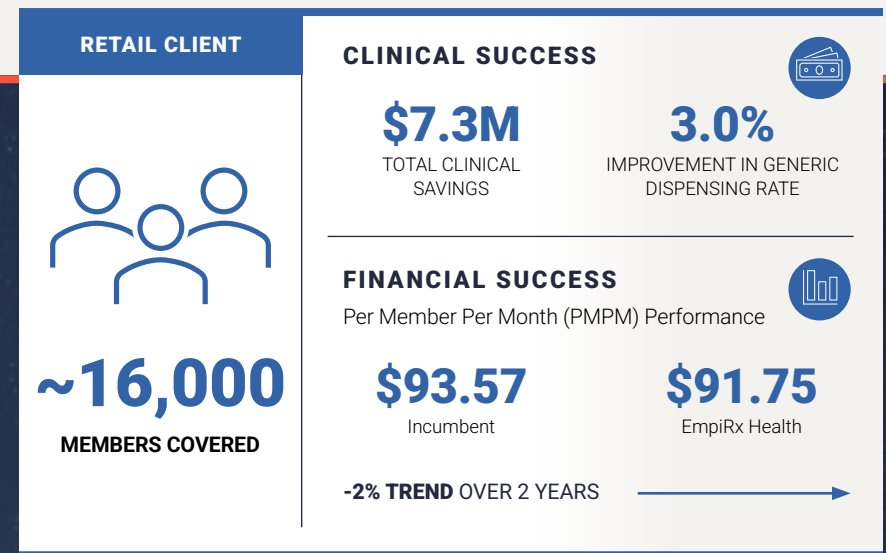 RETAIL CLIENT
~16,000
MEMBERS COVERED
CLINICAL SUCCESS
$7.3M
TOTAL CLINICAL
SAVINGS
3.0%
IMPROVEMENT IN GENERIC
DISPENSING RATE
FINANCIAL SUCCESS
Per Member Per Month (PMPM) Performance
$93.57
Incumbent
$91.75
EmpiRx Health
-2% TREND OVER 2 YEARS